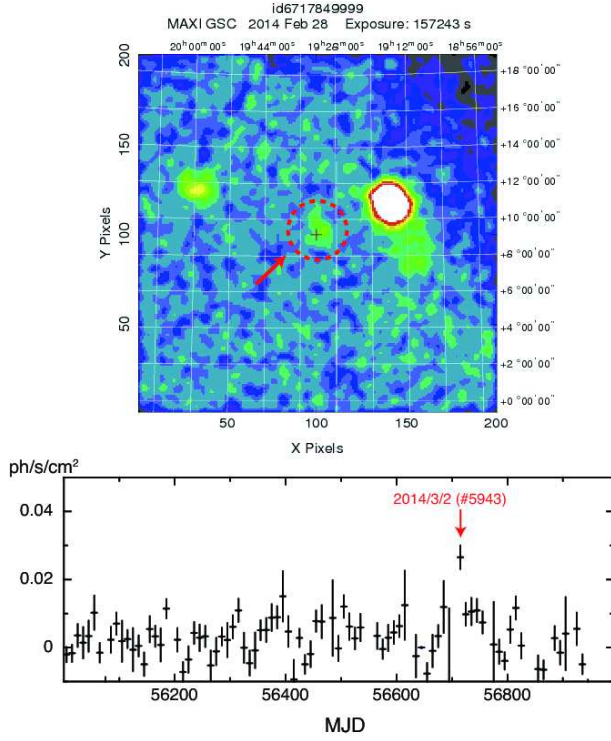 id6717849999
MAXI GSC 2014 Feb 28 Exposure: 157243 s
20ʰ00ᵐ00ˢ 19ʰ44ᵐ00ˢ 19ʰ28ᵐ00ˢ 19ʰ12ᵐ00ˢ 18ʰ56ᵐ00ˢ
200
150
100
50
Y Pixels
+18°00'00"
+16°00'00"
+14°00'00"
+12°00'00"
+10°00'00"
+8°00'00"
+6°00'00"
+4°00'00"
+2°00'00"
+0°00'00"
50 100 150 200
X Pixels
ph/s/cm²
2014/3/2 (#5943)
0.04
0.02
0
56200 56400 56600 56800
MJD